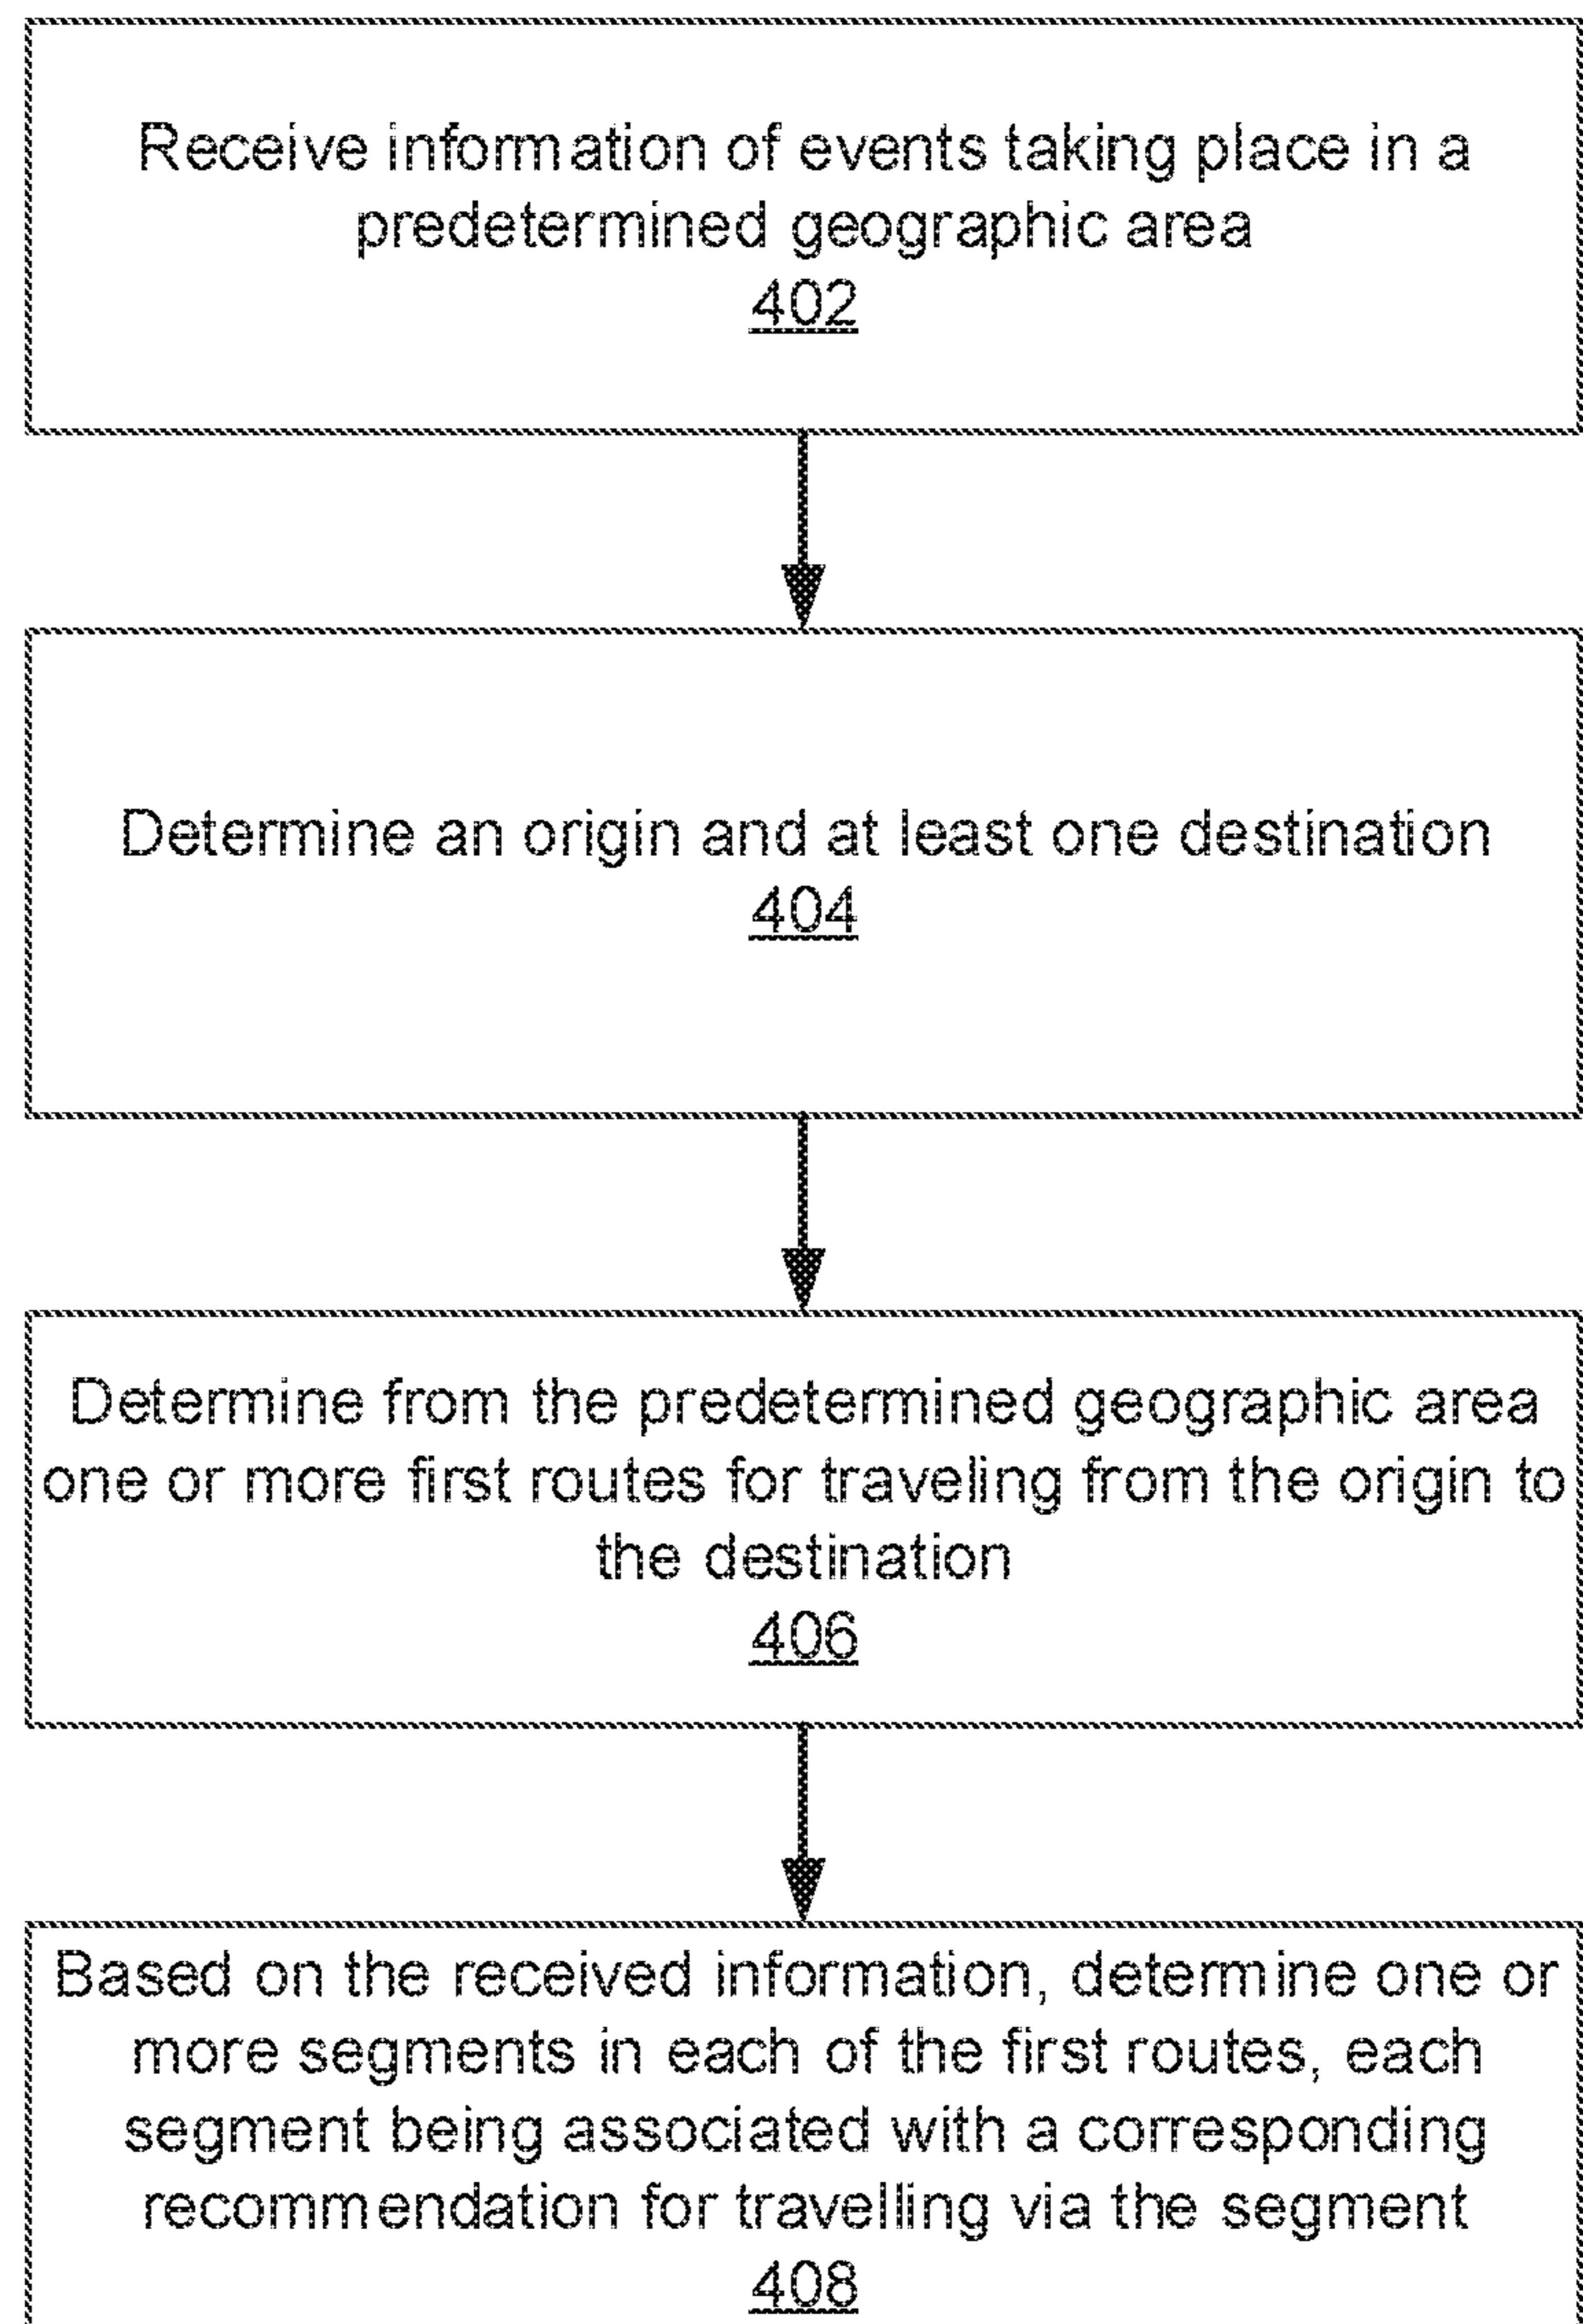 Receive information of events taking place in a
predetermined geographic area
402
Determine an origin and at least one destination
404
Determine from the predetermined geographic area
one or more first routes for traveling from the origin to
the destination
406
Based on the received information, determine one or
more segments in each of the first routes, each
segment being associated with a corresponding
recommendation for travelling via the segment
408